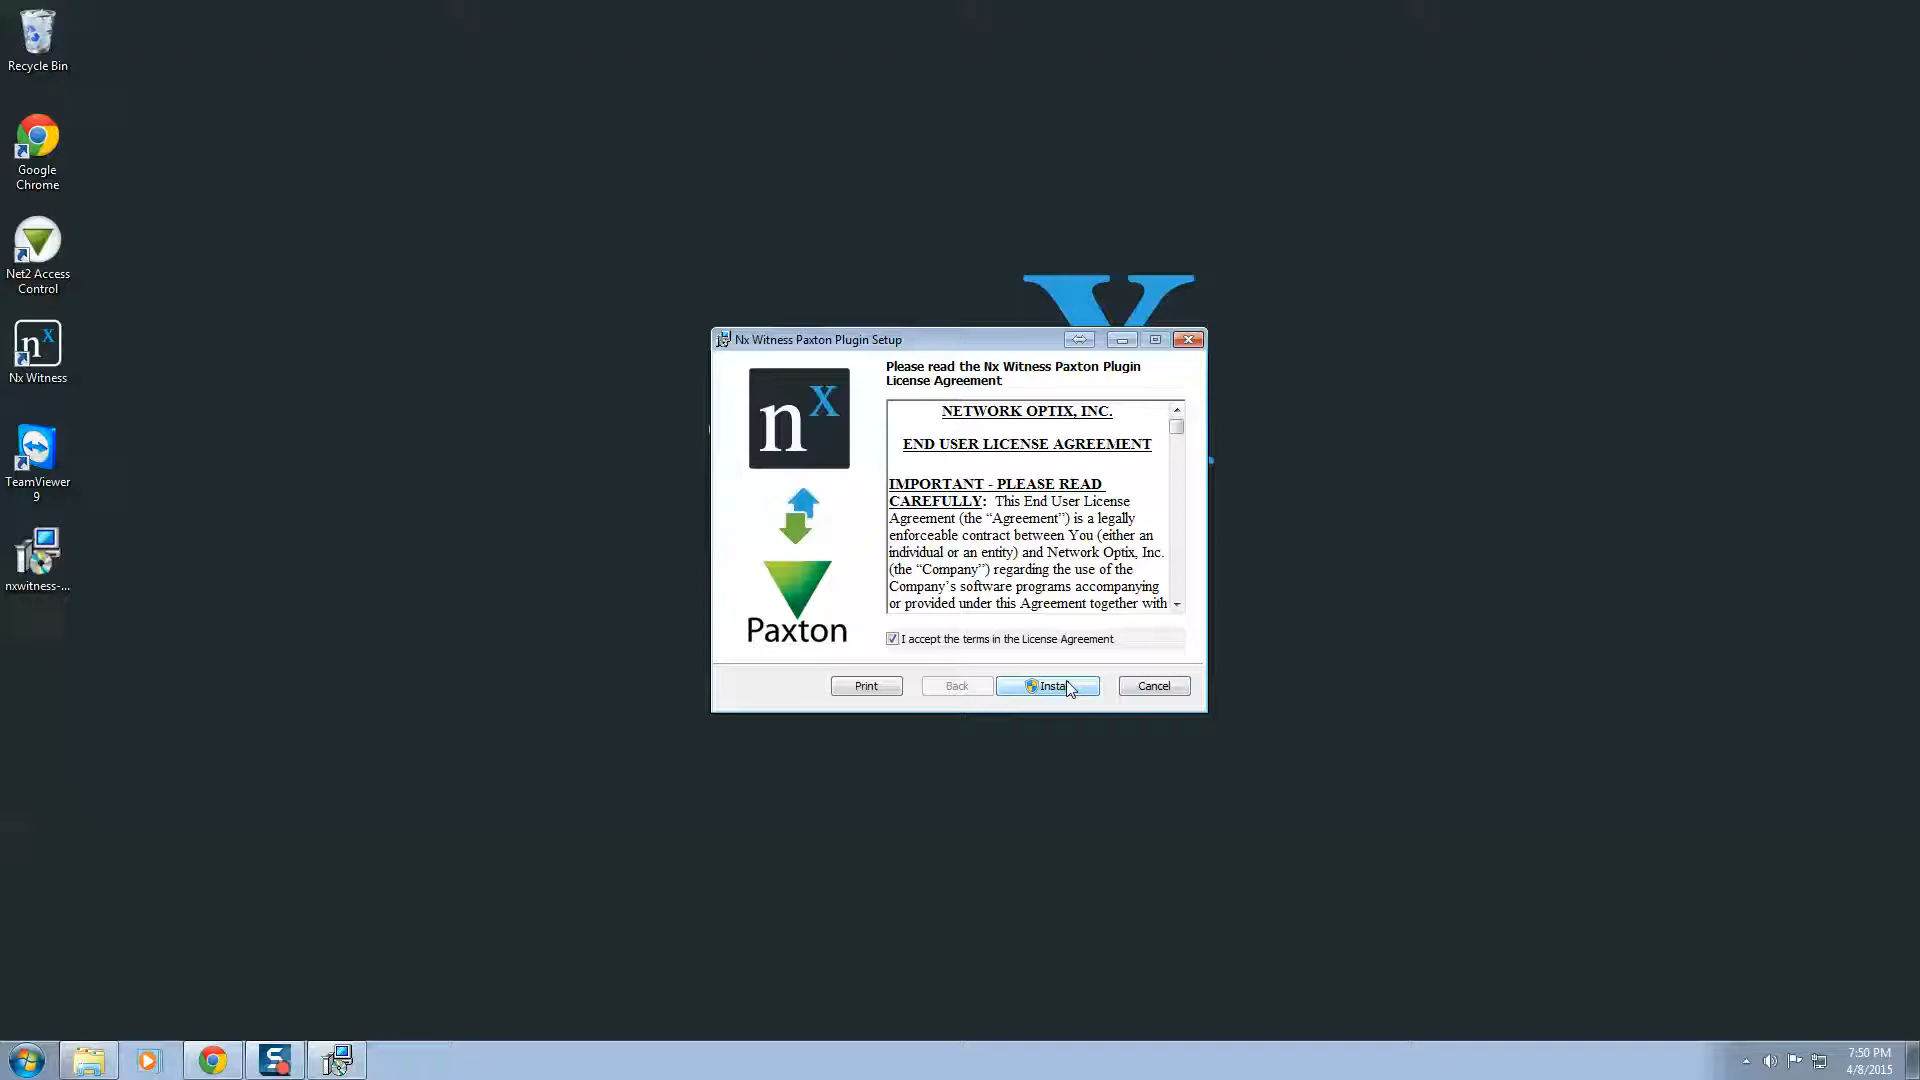 Recycle Bin
Google
Chrome
Net2 Access
Control
nx
Nx Witness
TeamViewer
9
nxwitness-...
Nx Witness Paxton Plugin Setup
nx
Paxton
Please read the Nx Witness Paxton Plugin
License Agreement
NETWORK OPTIX, INC.
END USER LICENSE AGREEMENT
IMPORTANT - PLEASE READ
CAREFULLY: This End User License
Agreement (the “Agreement”) is a legally
enforceable contract between You (either an
individual or an entity) and Network Optix, Inc.
(the “Company”) regarding the use of the
Company’s software programs accompanying
or provided under this Agreement together with
I accept the terms in the License Agreement
Print
Back
Install
Cancel
7:50 PM
4/8/2015